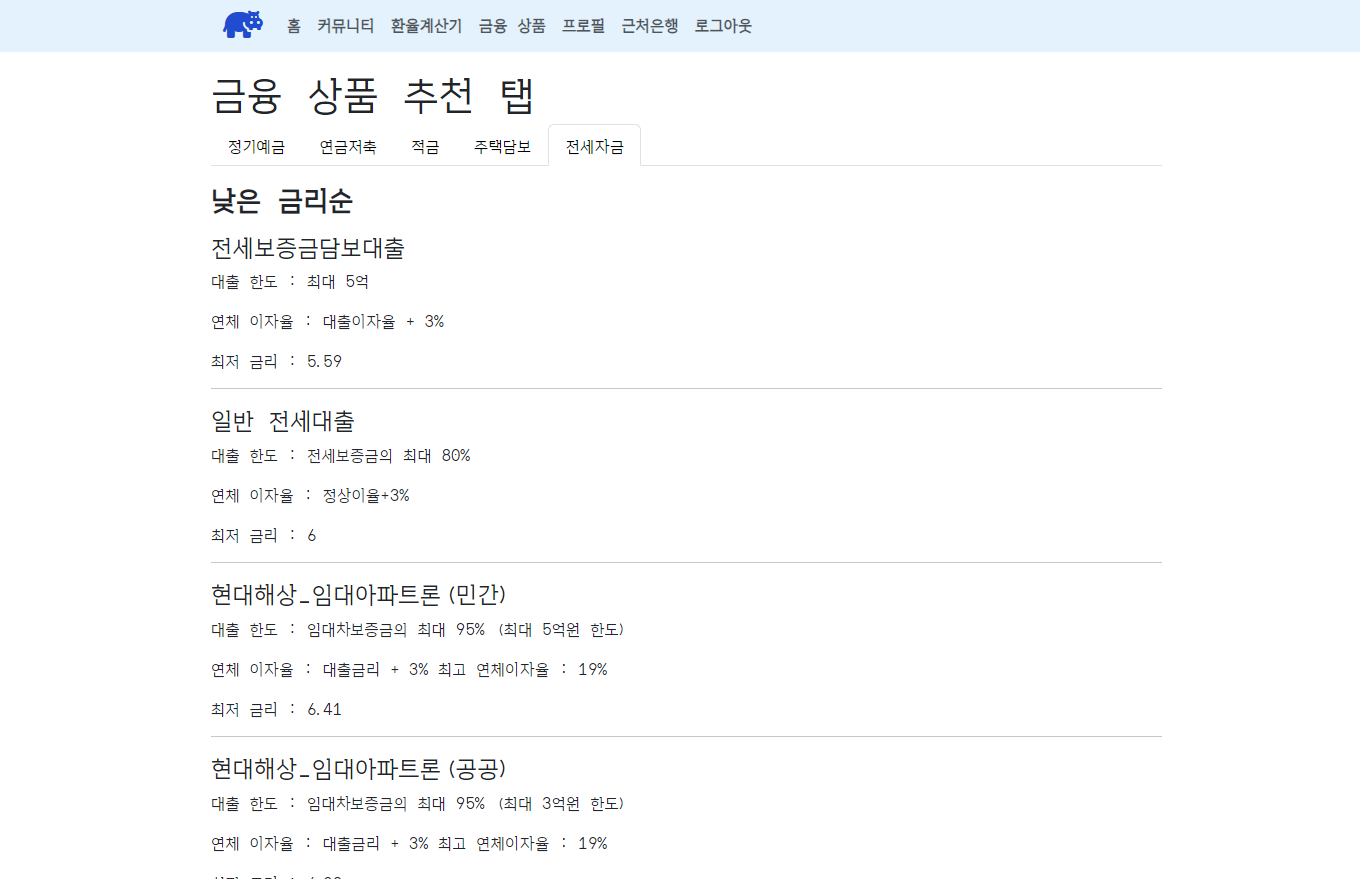 홈 커뮤니티 환율계산기 금융 상품 프로필 근처은행 로그아웃
금융 상품 추천 탭
정기예금 연금저축 적금 주택담보 전세자금
낮은 금리순
전세보증금담보대출
대출 한도 : 최대 5억
연체 이자율 : 대출이자율 + 3%
최저 금리 : 5.59
일반 전세대출
대출 한도 : 전세보증금의 최대 80%
연체 이자율 : 정상이율+3%
최저 금리 : 6
현대해상_임대아파트론(민간)
대출 한도 : 임대차보증금의 최대 95% (최대 5억원 한도)
연체 이자율 : 대출금리 + 3% 최고 연체이자율 : 19%
최저 금리 : 6.41
현대해상_임대아파트론(공공)
대출 한도 : 임대차보증금의 최대 95% (최대 3억원 한도)
연체 이자율 : 대출금리 + 3% 최고 연체이자율 : 19%